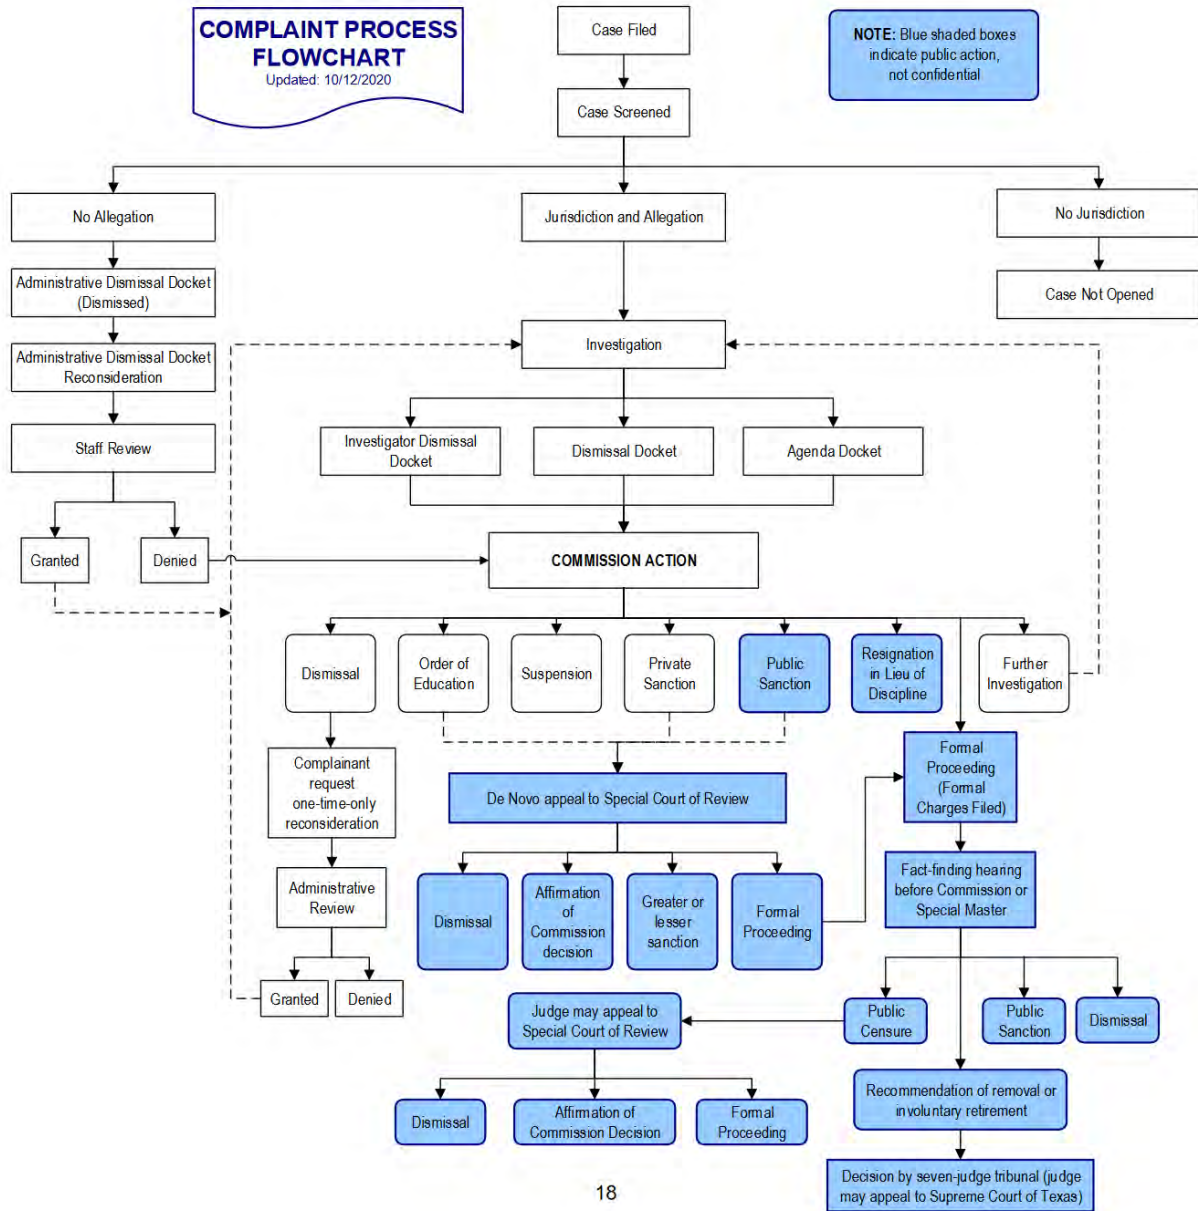 COMPLAINT PROCESS
FLOWCHART
Updated: 10/12/2020
Case Filed
NOTE: Blue shaded boxes
indicate public action,
not confidential
Case Screened
No Allegation
Jurisdiction and Allegation
No Jurisdiction
Administrative Dismissal Docket
(Dismissed)
Case Not Opened
Administrative Dismissal Docket
Reconsideration
Investigation
Staff Review
Investigator Dismissal
Docket
Dismissal Docket
Agenda Docket
Granted
Denied
COMMISSION ACTION
Dismissal
Order of
Education
Suspension
Private
Sanction
Public
Sanction
Resignation
in Lieu of
Discipline
Further
Investigation
Complainant
request
one-time-only
reconsideration
De Novo appeal to Special Court of Review
Formal
Proceeding
(Formal
Charges Filed)
Administrative
Review
Dismissal
Affirmation
of
Commission
decision
Greater or
lesser
sanction
Formal
Proceeding
Fact-finding hearing
before Commission or
Special Master
Granted
Denied
Judge may appeal to
Special Court of Review
Public
Censure
Public
Sanction
Dismissal
Dismissal
Affirmation of
Commission Decision
Formal
Proceeding
Recommendation of removal or
involuntary retirement
Decision by seven-judge tribunal (judge
may appeal to Supreme Court of Texas)
18